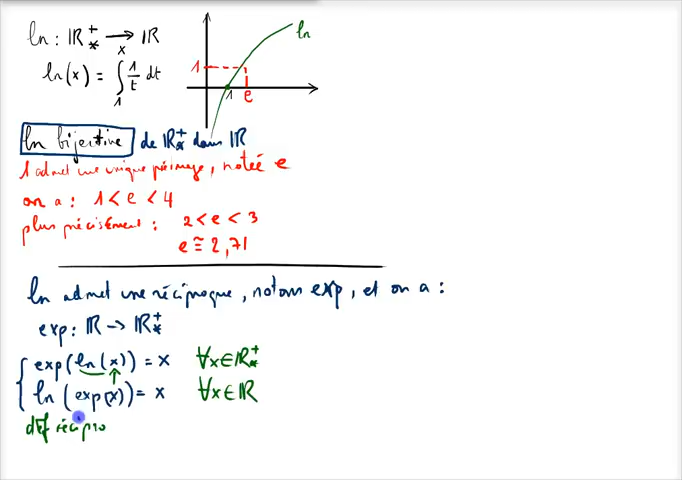 ln : ℝ₊* → ℝ
ln(x) = ∫₁ˣ 1/t dt
ln
1
1
e
ln bijective de ℝ₊* dans ℝ
1 admet une unique préimage, notée e
on a : 1 < e < 4
plus précisément : 2 < e < 3
e ≅ 2,71
ln admet une réciproque, notons exp, et on a :
exp : ℝ → ℝ₊*
exp(ln(x)) = x ∀x∈ℝ₊*
ln(exp(x)) = x ∀x∈ℝ
def récipro